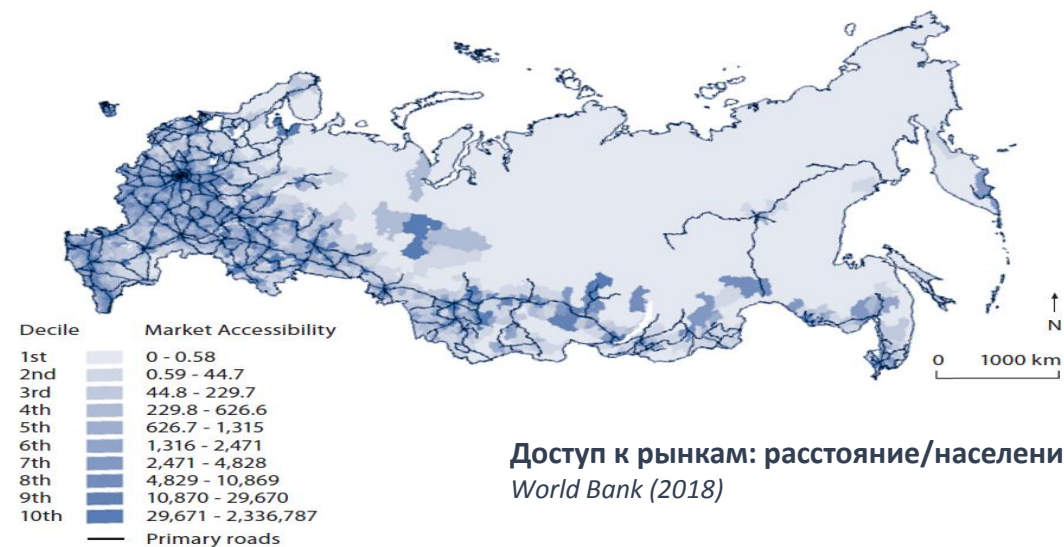 Decile Market Accessibility
1st 0 - 0.58
2nd 0.59 - 44.7
3rd 44.8 - 229.7
4th 229.8 - 626.6
5th 626.7 - 1,315
6th 1,316 - 2,471
7th 2,471 - 4,828
8th 4,829 - 10,869
9th 10,870 - 29,670
10th 29,671 - 2,336,787
Primary roads
N
0 1000 km
Доступ к рынкам: расстояние/населени
World Bank (2018)